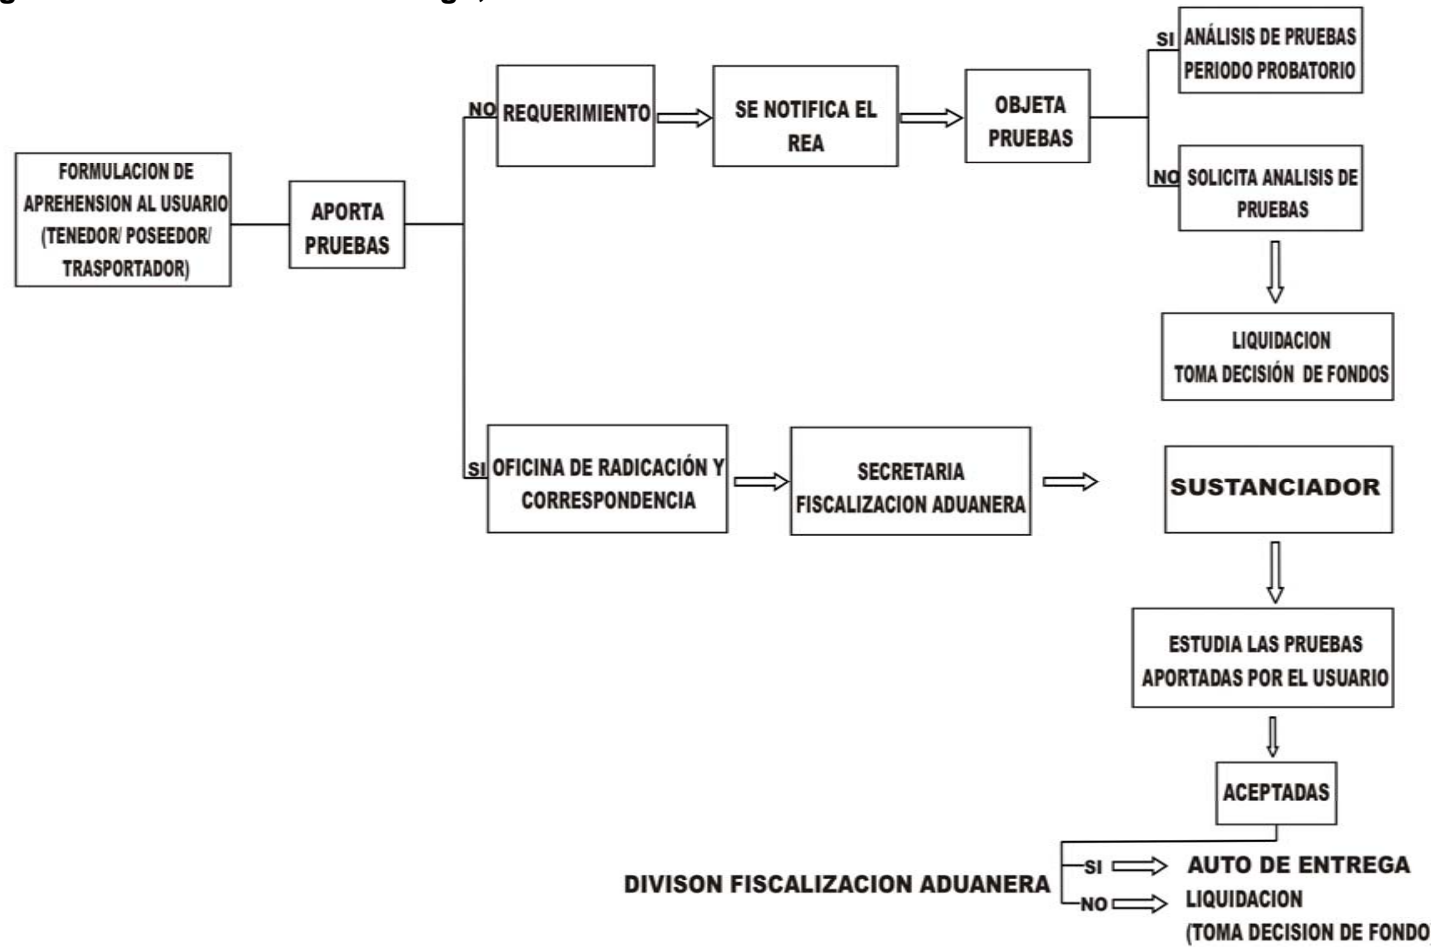 FORMULACION DE
APREHENSION AL USUARIO
(TENEDOR/ POSEEDOR/
TRASPORTADOR)
APORTA
PRUEBAS
NO
REQUERIMIENTO
SE NOTIFICA EL
REA
OBJETA
PRUEBAS
SI
ANÁLISIS DE PRUEBAS
PERIODO PROBATORIO
NO
SOLICITA ANALISIS DE
PRUEBAS
LIQUIDACION
TOMA DECISIÓN DE FONDOS
SI
OFICINA DE RADICACIÓN Y
CORRESPONDENCIA
SECRETARIA
FISCALIZACION ADUANERA
SUSTANCIADOR
ESTUDIA LAS PRUEBAS
APORTADAS POR EL USUARIO
ACEPTADAS
DIVISON FISCALIZACION ADUANERA
SI
AUTO DE ENTREGA
NO
LIQUIDACION
(TOMA DECISION DE FONDO